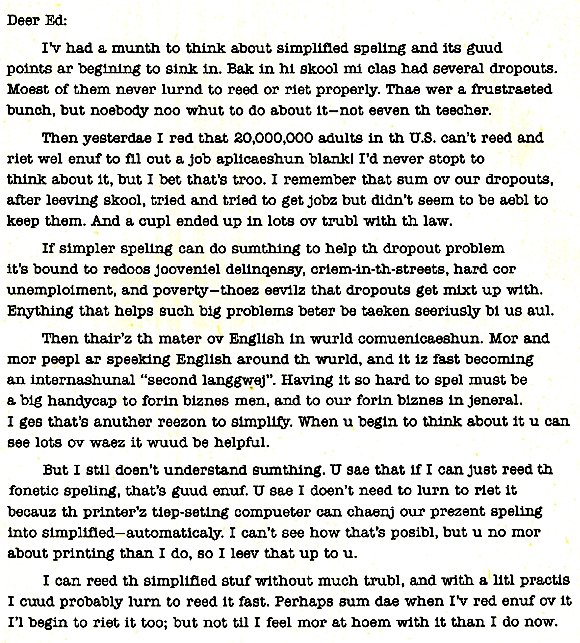 Deer Ed:
I'v had a munth to think about simplified speling and its guud
points ar begining to sink in. Bak in hi skool mi clas had several dropouts.
Moest of them never lurnd to reed or riet properly. Thae wer a frustraeted
bunch, but noebody noo whut to do about it—not eeven th teecher.
Then yesterdae I red that 20,000,000 adults in th U.S. can't reed and
riet wel enuf to fil out a job aplicaeshun blank! I'd never stopt to
think about it, but I bet that's troo. I remember that sum ov our dropouts,
after leeving skool, tried and tried to get jobz but didn't seem to be aebl to
keep them. And a cupl ended up in lots ov trubl with th law.
If simpler speling can do sumthing to help th dropout problem
it's bound to redoos jooveniel delinqensy, criem-in-th-streets, hard cor
unemploiment, and poverty—thoez eevilz that dropouts get mixt up with.
Enything that helps such big problems beter be taeken seeriusly bi us aul.
Then thair'z th mater ov English in wurld comuenicaeshun. Mor and
mor peepl ar speeking English around th wurld, and it iz fast becoming
an internashunal "second langgwej". Having it so hard to spel must be
a big handycap to forin biznes men, and to our forin biznes in jeneral.
I ges that's anuther reezon to simplify. When u begin to think about it u can
see lots ov waez it wuud be helpful.
But I stil doen't understand sumthing. U sae that if I can just reed th
fonetic speling, that's guud enuf. U sae I doen't need to lurn to riet it
becauz th printer'z tiep-seting compueter can chaenj our prezent speling
into simplified—automaticaly. I can't see how that's posibl, but u no mor
about printing than I do, so I leev that up to u.
I can reed th simplified stuf without much trubl, and with a litl practis
I cuud probably lurn to reed it fast. Perhaps sum dae when I'v red enuf ov it
I'l begin to riet it too; but not til I feel mor at hoem with it than I do now.